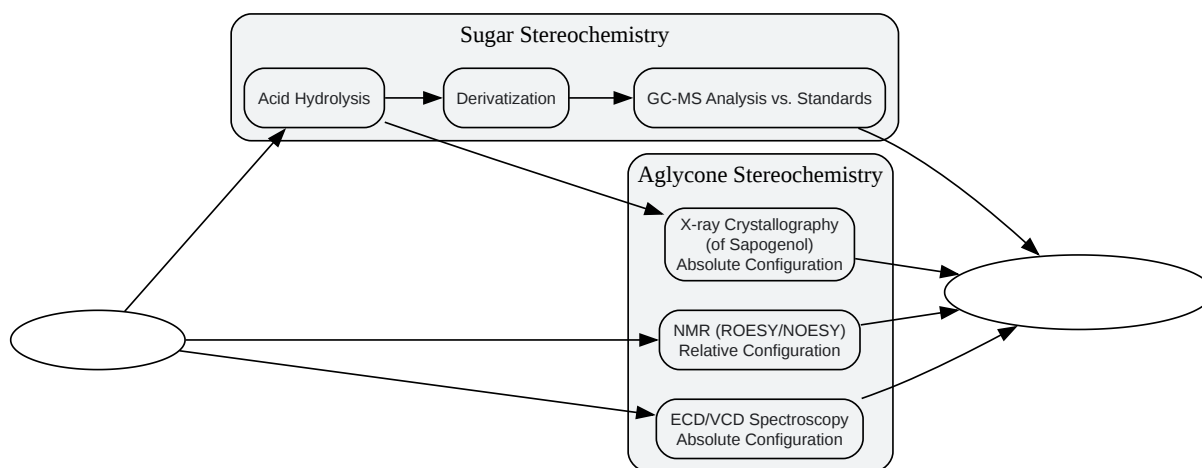 Sugar Stereochemistry
Acid Hydrolysis
Derivatization
GC-MS Analysis vs. Standards
Aglycone Stereochemistry
X-ray Crystallography
(of Sapogenol)
Absolute Configuration
NMR (ROESY/NOESY)
Relative Configuration
ECD/VCD Spectroscopy
Absolute Configuration